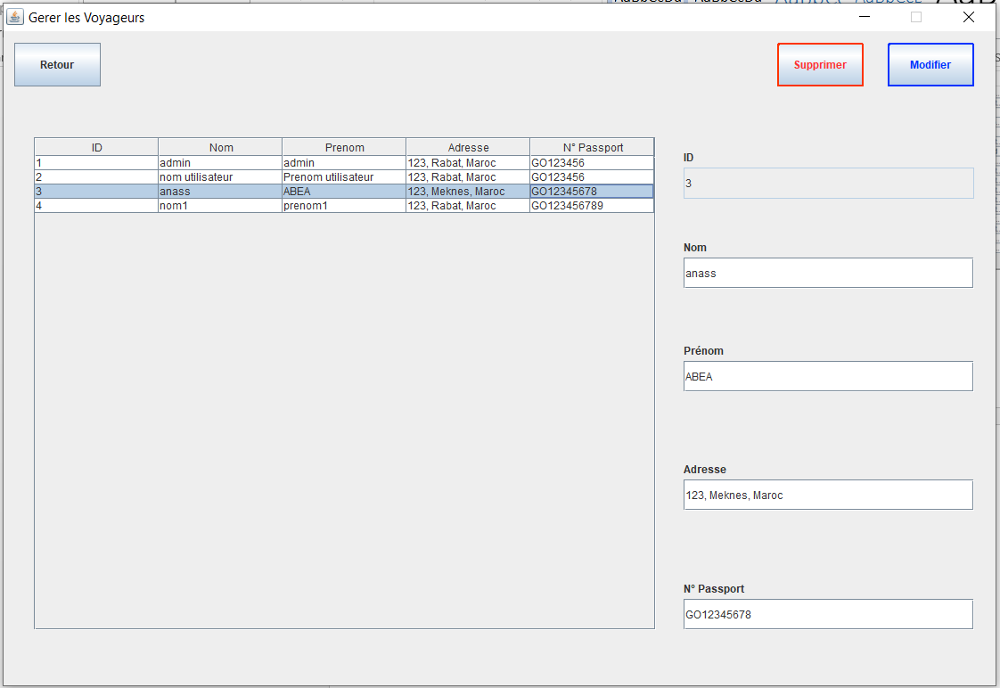 Gerer les Voyageurs
Retour
Supprimer
Modifier
ID Nom Prenom Adresse N° Passport
1 admin admin 123, Rabat, Maroc GO123456
2 nom utilisateur Prenom utilisateur 123, Rabat, Maroc GO123456
3 anass ABEA 123, Meknes, Maroc GO12345678
4 nom1 prenom1 123, Rabat, Maroc GO123456789
ID
3
Nom
anass
Prénom
ABEA
Adresse
123, Meknes, Maroc
N° Passport
GO12345678